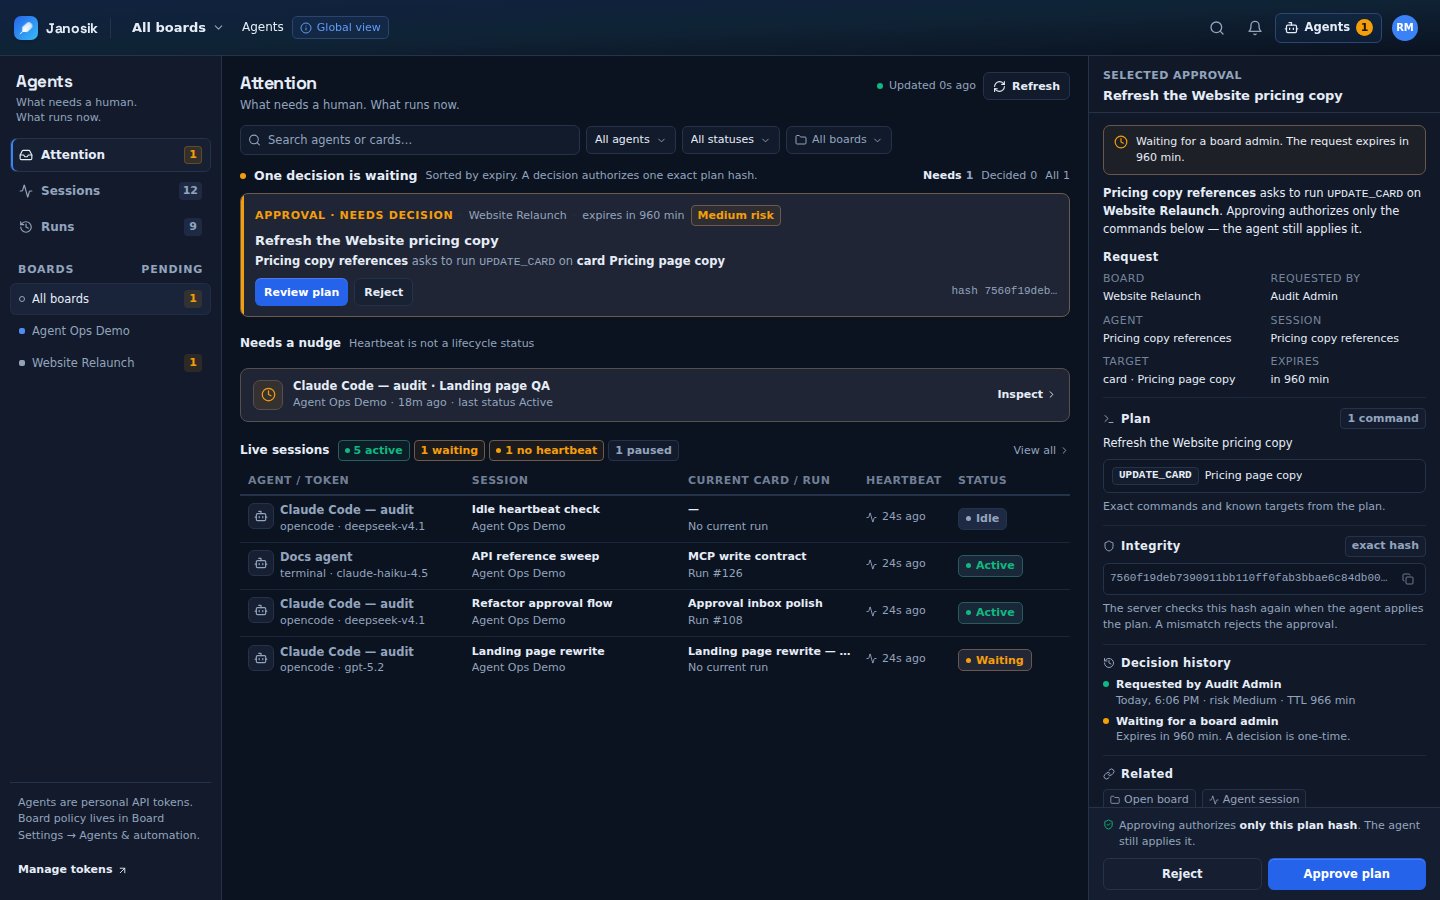 Janosik
All boards
Agents
Global view
Agents 1
RM
Agents
What needs a human.
What runs now.
Attention 1
Sessions 12
Runs 9
BOARDS PENDING
All boards 1
Agent Ops Demo
Website Relaunch 1
Agents are personal API tokens.
Board policy lives in Board
Settings → Agents & automation.
Manage tokens
Attention
What needs a human. What runs now.
Updated 0s ago
Refresh
Search agents or cards…
All agents
All statuses
All boards
One decision is waiting Sorted by expiry. A decision authorizes one exact plan hash.
Needs 1 Decided 0 All 1
APPROVAL · NEEDS DECISION Website Relaunch expires in 960 min Medium risk
Refresh the Website pricing copy
Pricing copy references asks to run UPDATE_CARD on card Pricing page copy
Review plan Reject hash 7560f19deb…
Needs a nudge Heartbeat is not a lifecycle status
Claude Code — audit · Landing page QA
Agent Ops Demo · 18m ago · last status Active
Inspect
Live sessions 5 active 1 waiting 1 no heartbeat 1 paused View all
AGENT / TOKEN SESSION CURRENT CARD / RUN HEARTBEAT STATUS
Claude Code — audit Idle heartbeat check — 24s ago Idle
opencode · deepseek-v4.1 Agent Ops Demo No current run
Docs agent API reference sweep MCP write contract 24s ago Active
terminal · claude-haiku-4.5 Agent Ops Demo Run #126
Claude Code — audit Refactor approval flow Approval inbox polish 24s ago Active
opencode · deepseek-v4.1 Agent Ops Demo Run #108
Claude Code — audit Landing page rewrite Landing page rewrite — … 24s ago Waiting
opencode · gpt-5.2 Agent Ops Demo No current run
SELECTED APPROVAL
Refresh the Website pricing copy
Waiting for a board admin. The request expires in
960 min.
Pricing copy references asks to run UPDATE_CARD on
Website Relaunch. Approving authorizes only the
commands below — the agent still applies it.
Request
BOARD REQUESTED BY
Website Relaunch Audit Admin
AGENT SESSION
Pricing copy references Pricing copy references
TARGET EXPIRES
card · Pricing page copy in 960 min
Plan 1 command
Refresh the Website pricing copy
UPDATE_CARD Pricing page copy
Exact commands and known targets from the plan.
Integrity exact hash
7560f19deb7390911bb110ff0fab3bbae6c84db00…
The server checks this hash again when the agent applies
the plan. A mismatch rejects the approval.
Decision history
Requested by Audit Admin
Today, 6:06 PM · risk Medium · TTL 966 min
Waiting for a board admin
Expires in 960 min. A decision is one-time.
Related
Open board Agent session
Approving authorizes only this plan hash. The agent
still applies it.
Reject Approve plan